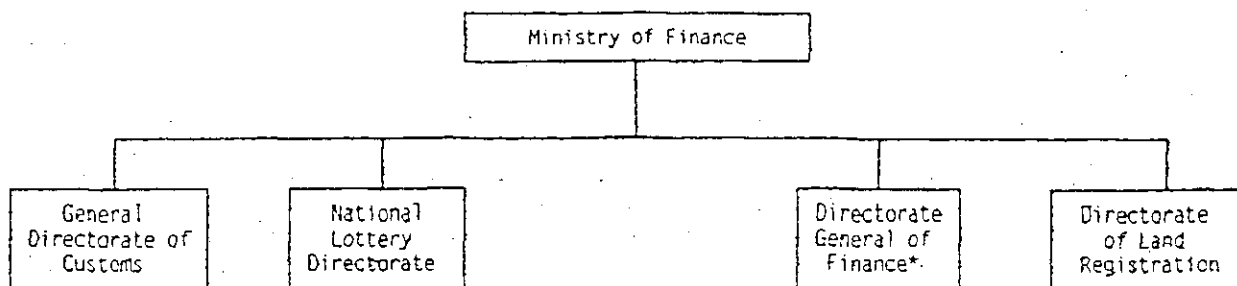 Ministry of Finance
General
Directorate of
Customs
National
Lottery
Directorate
Directorate
General of
Finance*
Directorate
of Land
Registration